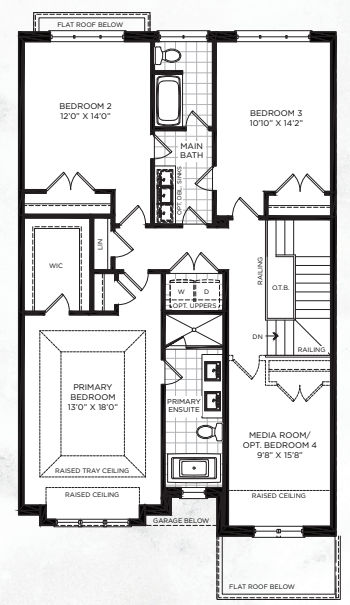 FLAT ROOF BELOW
BEDROOM 2
12'0" X 14'0"
BEDROOM 3
10'10" X 14'2"
MAIN
BATH
OPT. DBL. SINKS
LIN
WIC
RAILING
W D
OPT. UPPERS
O.T.B.
DN
RAILING
PRIMARY
BEDROOM
13'0" X 18'0"
PRIMARY
ENSUITE
MEDIA ROOM/
OPT. BEDROOM 4
9'8" X 15'8"
RAISED TRAY CEILING
RAISED CEILING
RAISED CEILING
GARAGE BELOW
FLAT ROOF BELOW